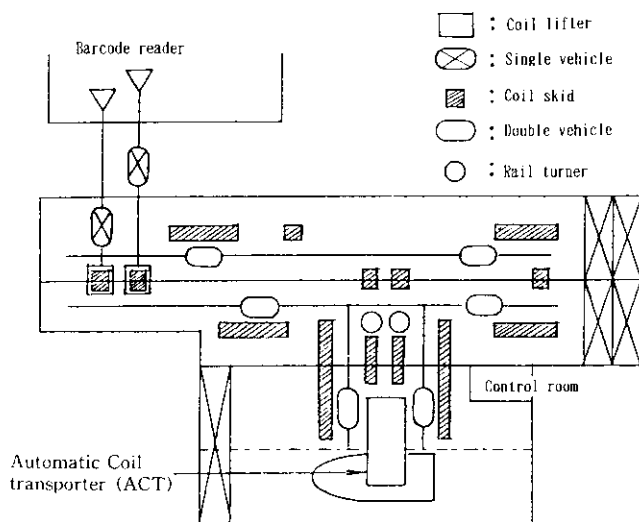 Barcode reader
: Coil lifter
: Single vehicle
: Coil skid
: Double vehicle
: Rail turner
Control room
Automatic Coil
transporter (ACT)